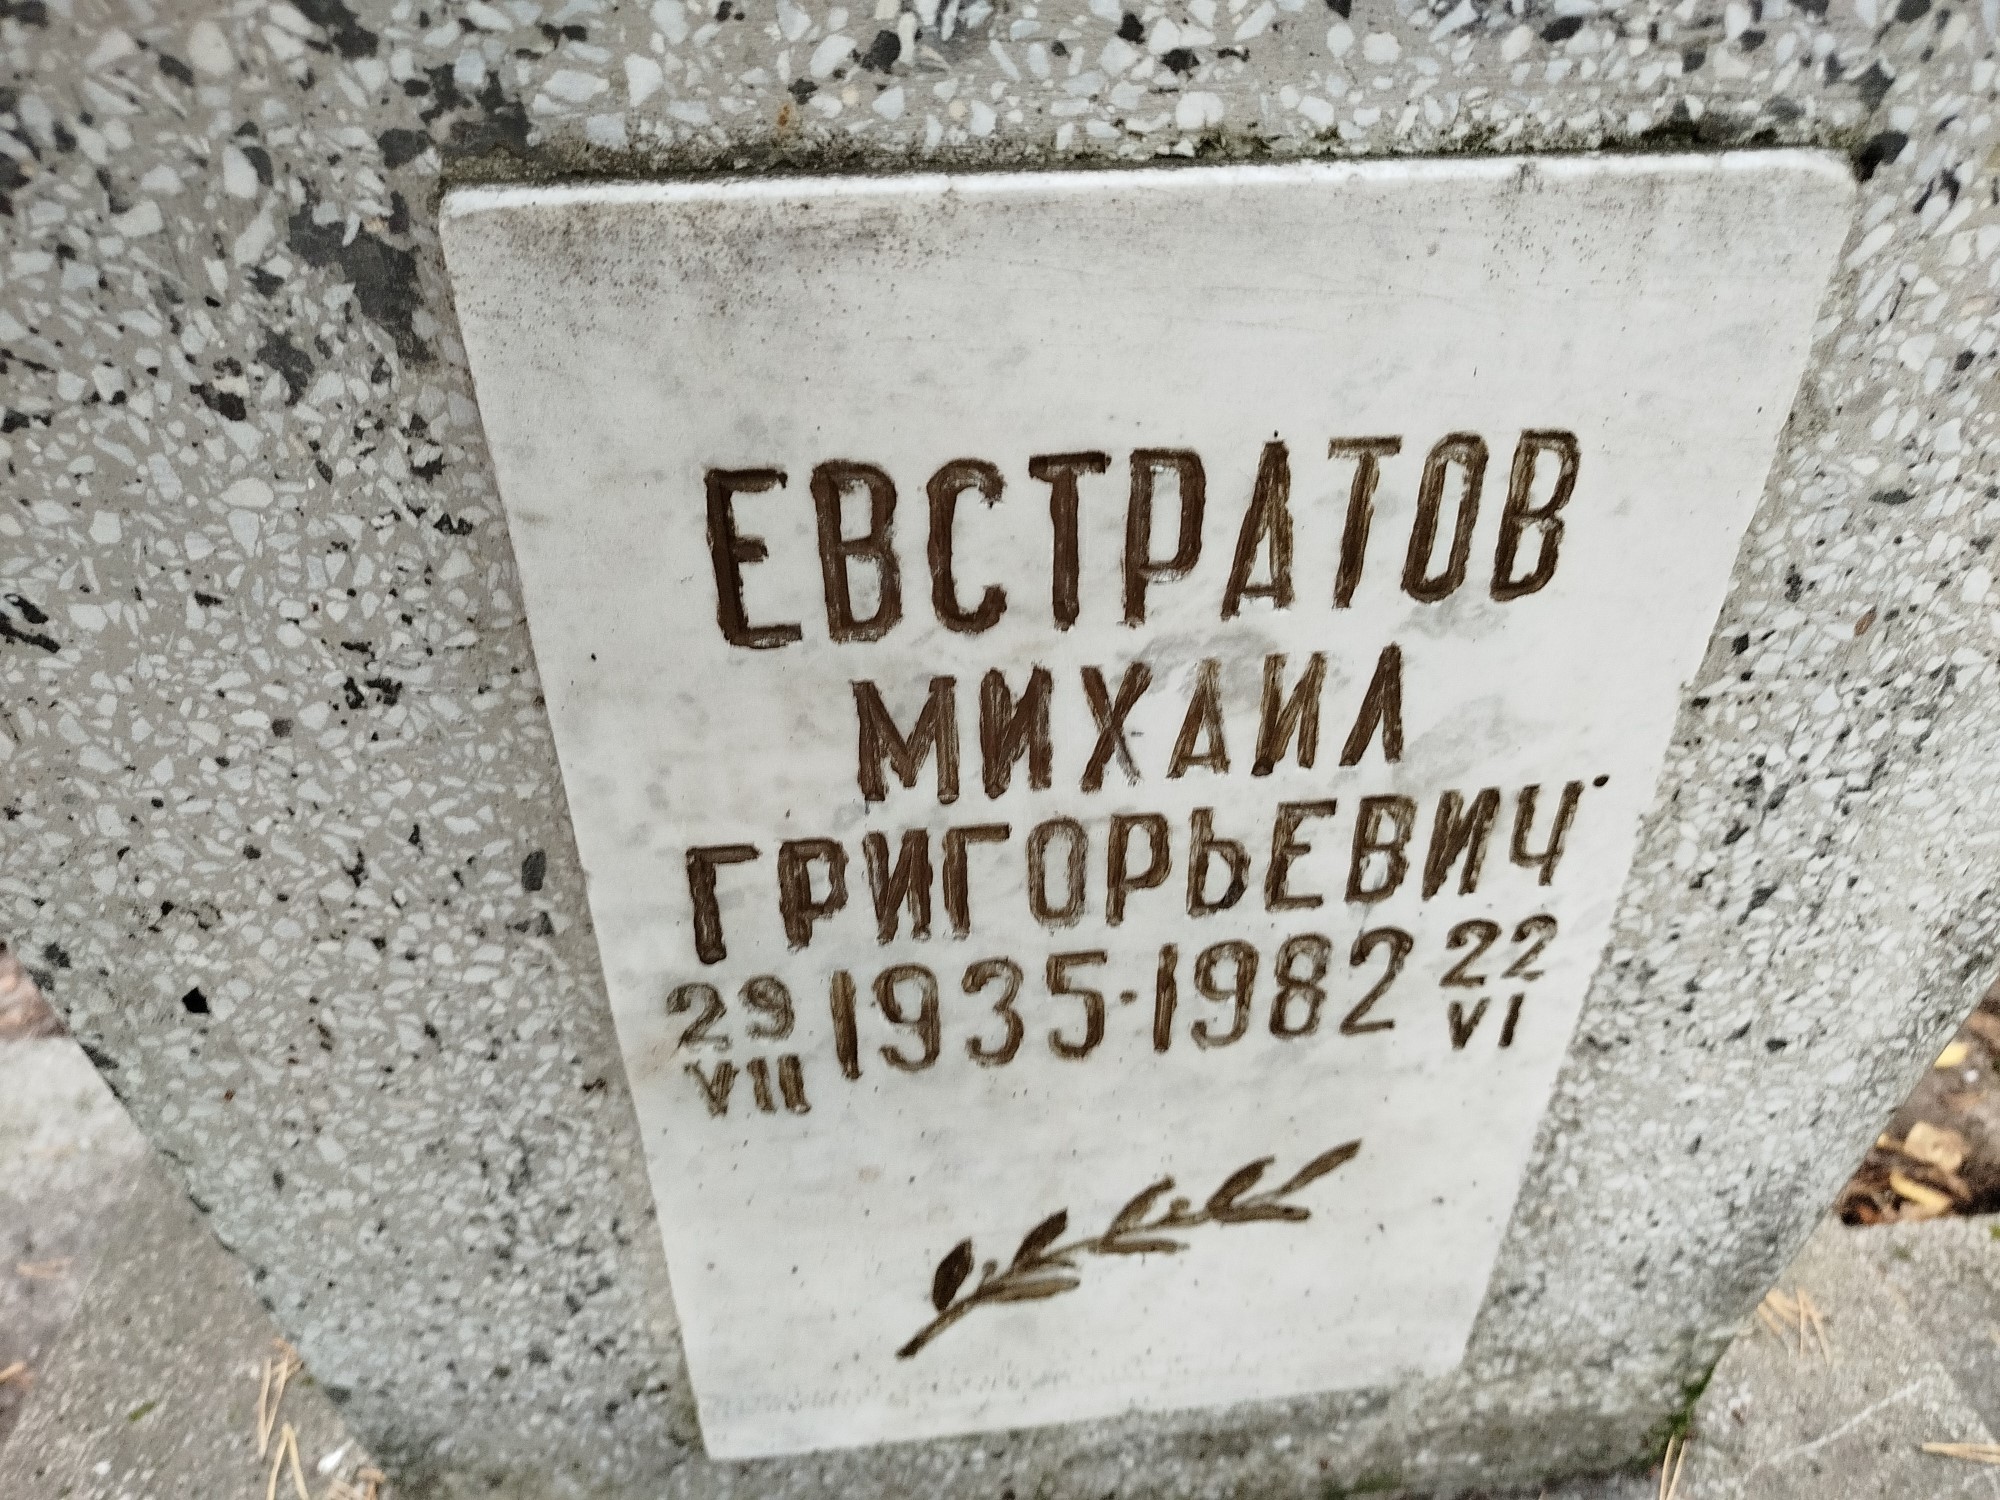 ЕВСТРАТОВ
МИХАИЛ
ГРИГОРЬЕВИЧ
29 VII 1935 · 1982 22 VI